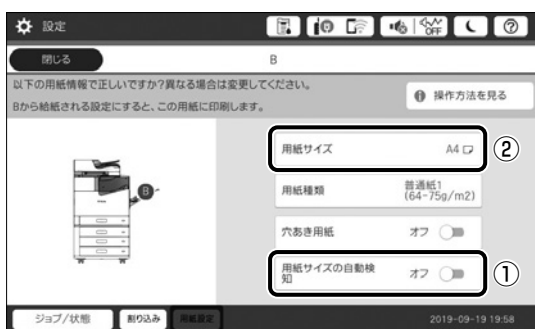 設定
OFF
閉じる
B
以下の用紙情報で正しいですか?異なる場合は変更してください。
Bから給紙される設定にすると、この用紙に印刷します。
操作方法を見る
B
用紙サイズ
A4
②
用紙種類
普通紙1
(64-75g/m2)
穴あき用紙
オフ
用紙サイズの自動検
知
オフ
①
ジョブ/状態
割り込み
用紙設定
2019-09-19 19:58